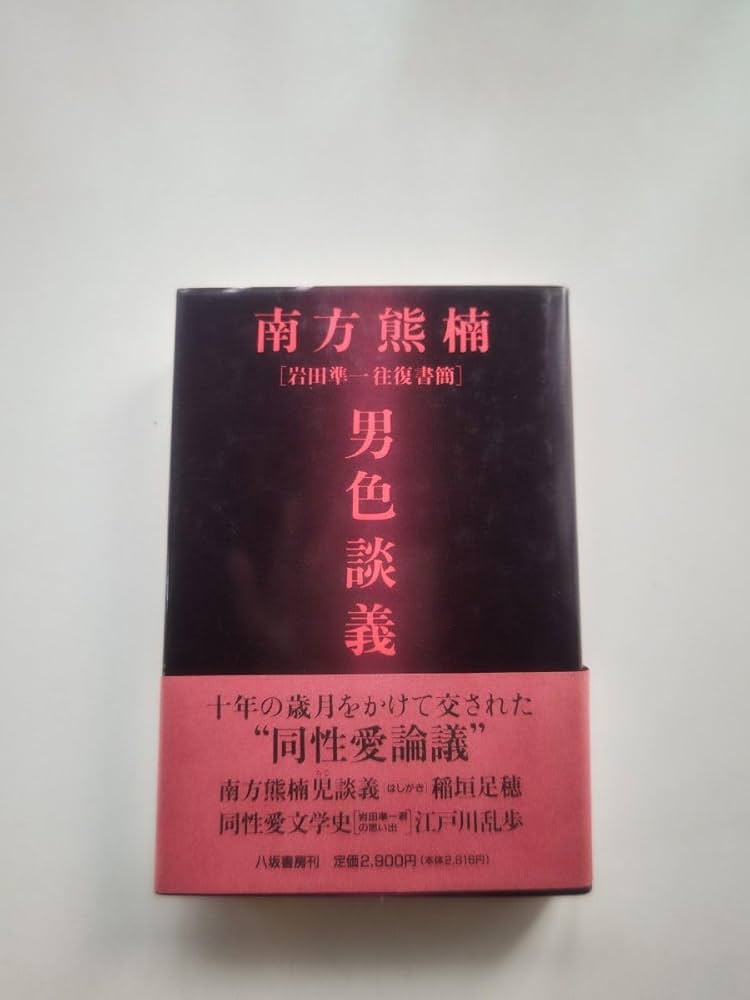 南方熊楠
[岩田準一往復書簡]
男色談義
十年の歳月をかけて交された
“同性愛論議”
南方熊楠児談義[はしがき]稲垣足穂
同性愛文学史[岩田準一君の思い出]江戸川乱歩
八坂書房刊 定価2,900円(本体2,816円)